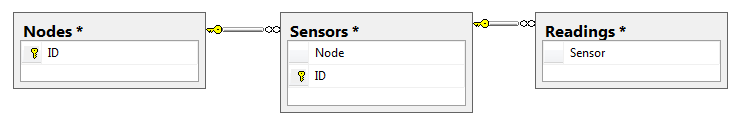 Nodes *
ID
Sensors *
Node
ID
Readings *
Sensor